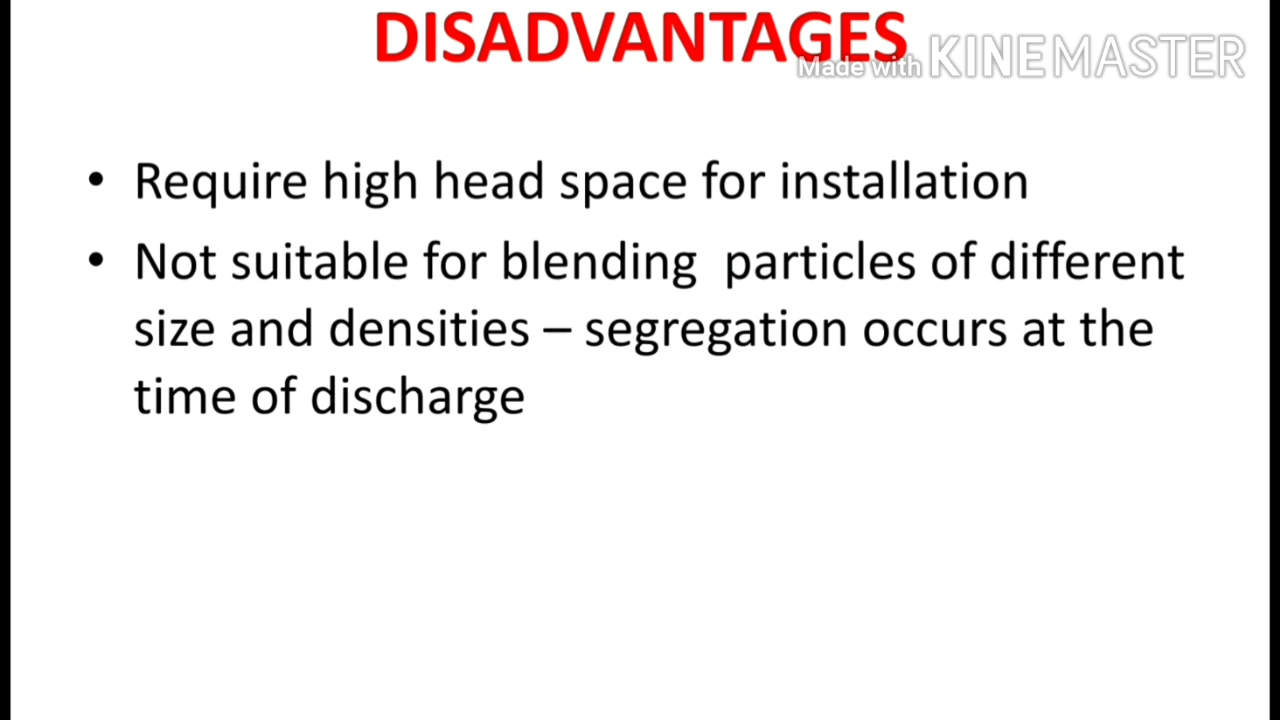 DISADVANTAGES
Made with KINEMASTER
• Require high head space for installation
• Not suitable for blending particles of different
size and densities – segregation occurs at the
time of discharge